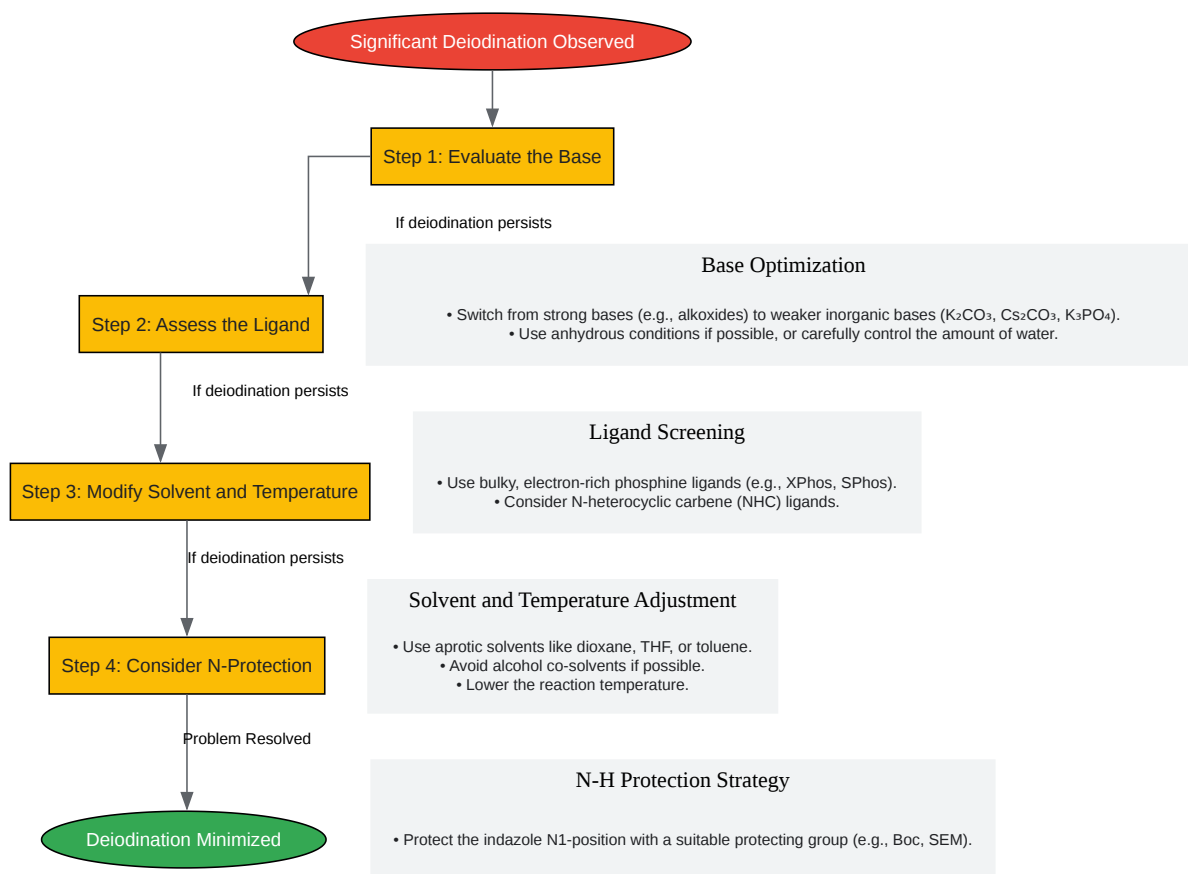 Significant Deiodination Observed
Step 1: Evaluate the Base
If deiodination persists
Base Optimization
• Switch from strong bases (e.g., alkoxides) to weaker inorganic bases (K₂CO₃, Cs₂CO₃, K₃PO₄).
• Use anhydrous conditions if possible, or carefully control the amount of water.
Step 2: Assess the Ligand
If deiodination persists
Ligand Screening
• Use bulky, electron-rich phosphine ligands (e.g., XPhos, SPhos).
• Consider N-heterocyclic carbene (NHC) ligands.
Step 3: Modify Solvent and Temperature
If deiodination persists
Solvent and Temperature Adjustment
• Use aprotic solvents like dioxane, THF, or toluene.
• Avoid alcohol co-solvents if possible.
• Lower the reaction temperature.
Step 4: Consider N-Protection
Problem Resolved
N-H Protection Strategy
• Protect the indazole N1-position with a suitable protecting group (e.g., Boc, SEM).
Deiodination Minimized